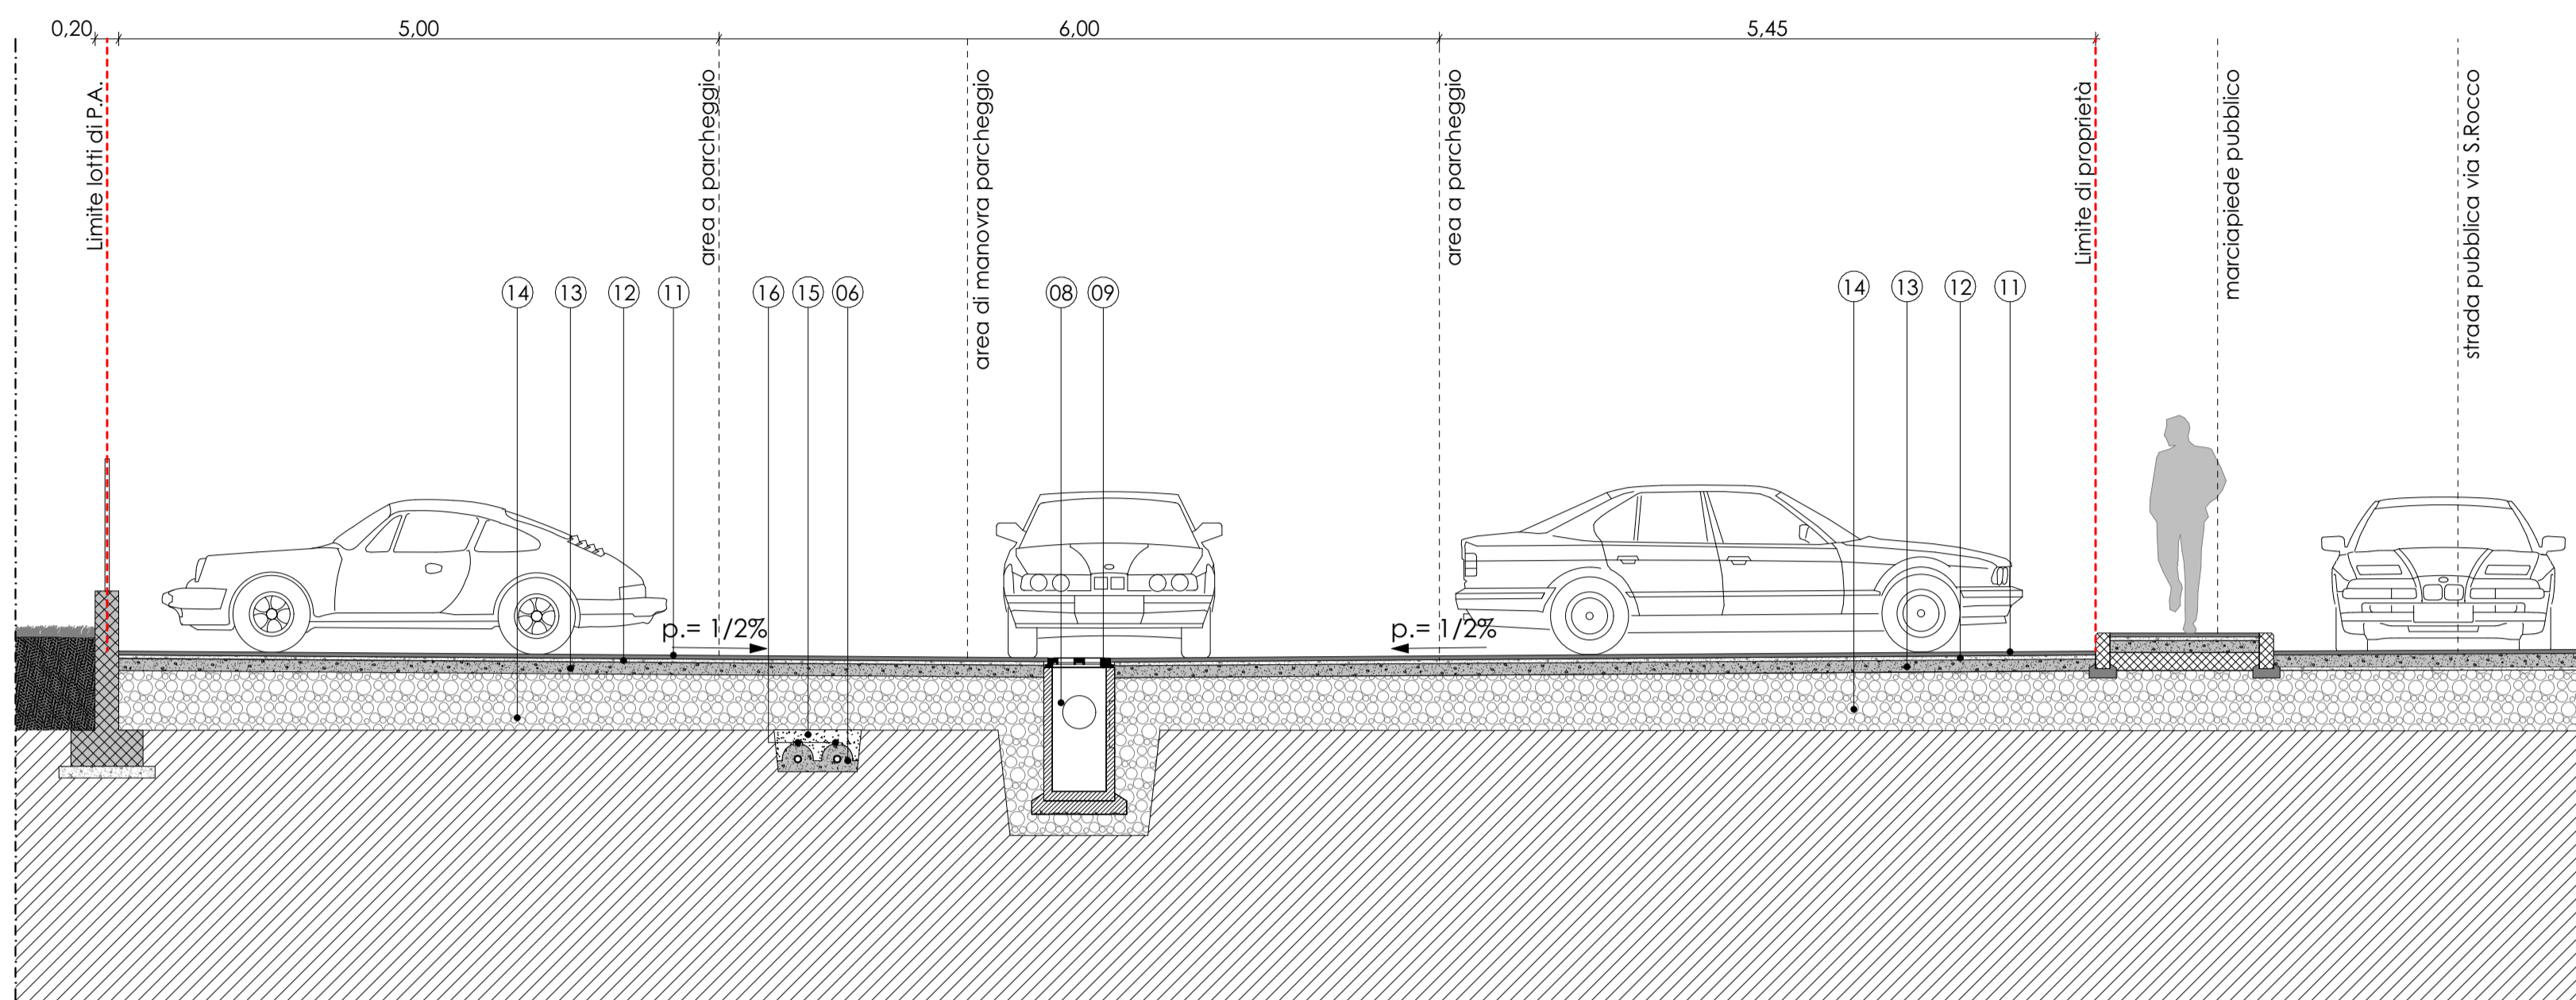 0,20
5,00
6,00
5,45
Limite lotti di P.A.
area a parcheggio
area di manovra parcheggio
area a parcheggio
Limite di proprietà
marciapiede pubblico
strada pubblica via S.Rocco
14
13
12
11
16
15
06
08
09
14
13
12
11
p.= 1/2%
p.= 1/2%